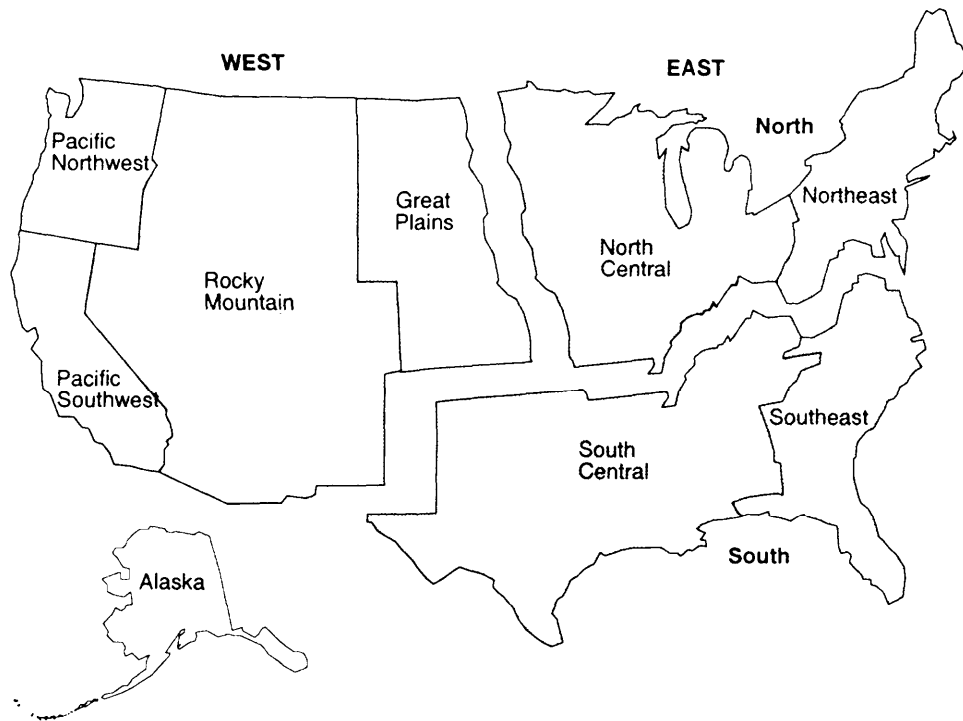 WEST
EAST
North
Pacific
Northwest
Great
Plains
Northeast
North
Central
Rocky
Mountain
Pacific
Southwest
Southeast
South
Central
South
Alaska